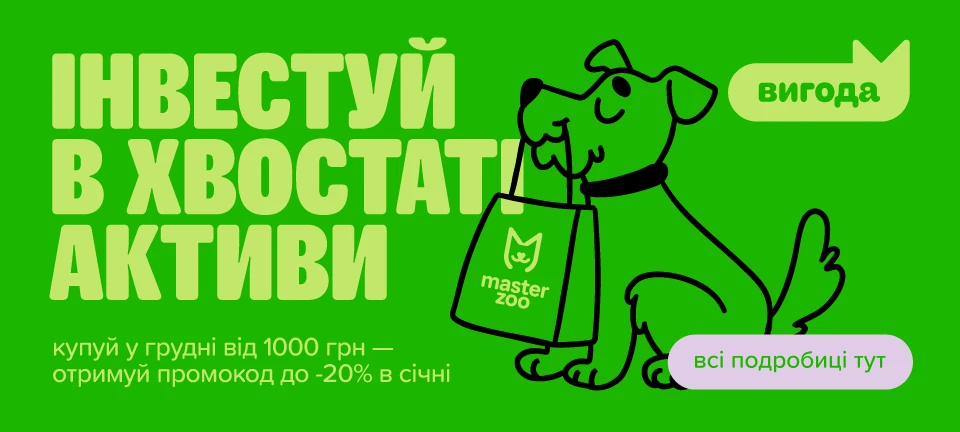 ІНВЕСТУЙ
В ХВОСТАТІ
АКТИВИ
купуй у грудні від 1000 грн —
отримуй промокод до -20% в січні
вигода
master
zoo
всі подробиці тут